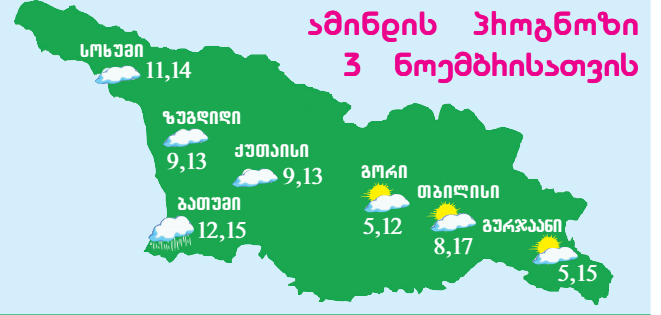 ამინდის პროგნოზი
3 ნოემბრისათვის
სოხუმი
11,14
ზუგდიდი
9,13
ქუთაისი
9,13
გორი
5,12
თბილისი
8,17
ბათუმი
12,15
გურჯაანი
5,15